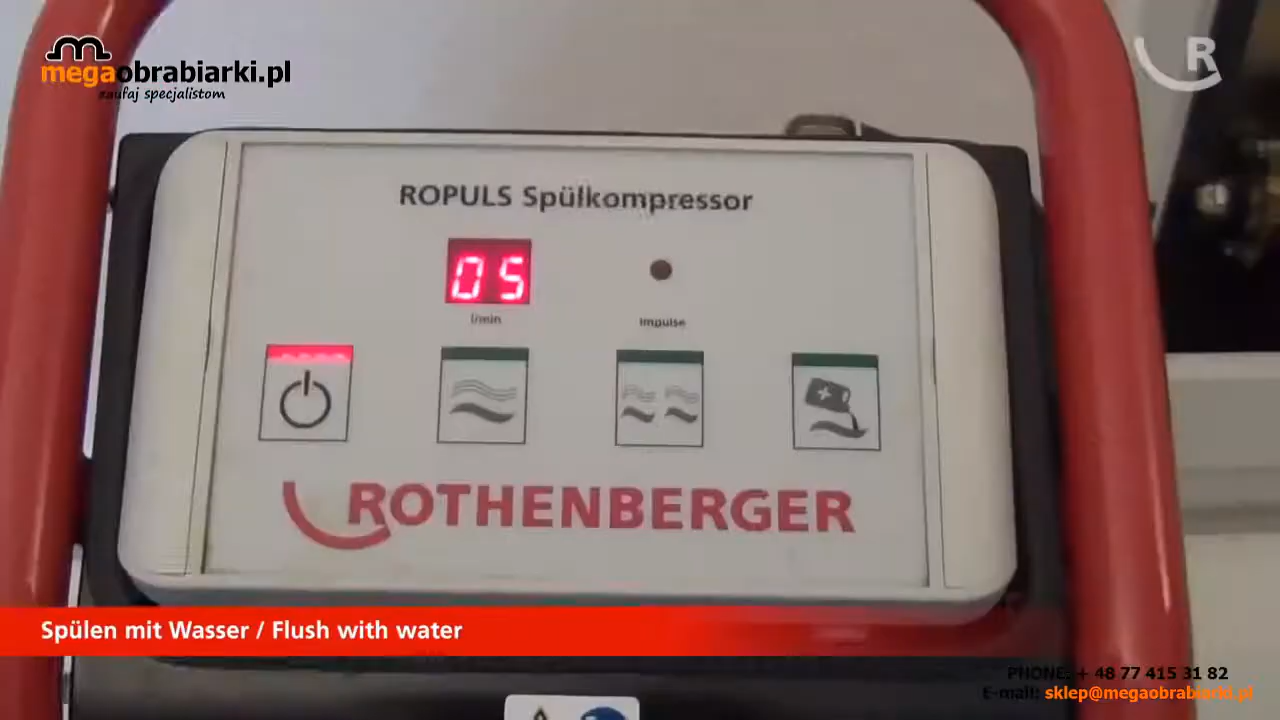 megaobrabiarki.pl
zaufaj specjalistom
R
ROPULS Spülkompressor
05
l/min
Impulse
ROTHENBERGER
Spülen mit Wasser / Flush with water
PHONE: + 48 77 415 31 82
E-mail: sklep@megaobrabiarki.pl